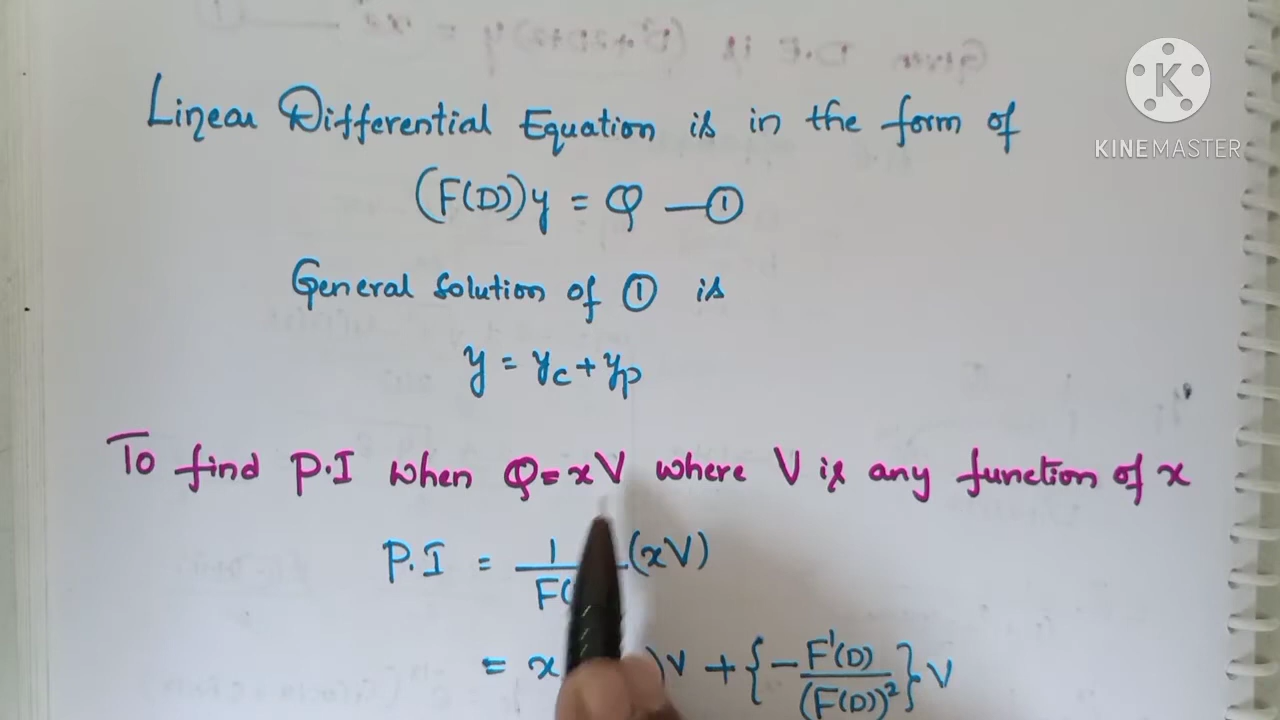 KINEMASTER
Linear Differential Equation is in the form of
(F(D))y = Q —①
General solution of ① is
y = yc + yp
To find P.I when Q = xV where V is any function of x
P.I = 1/F( (xV)
= x )V + {-F'(D)/(F(D))²}V